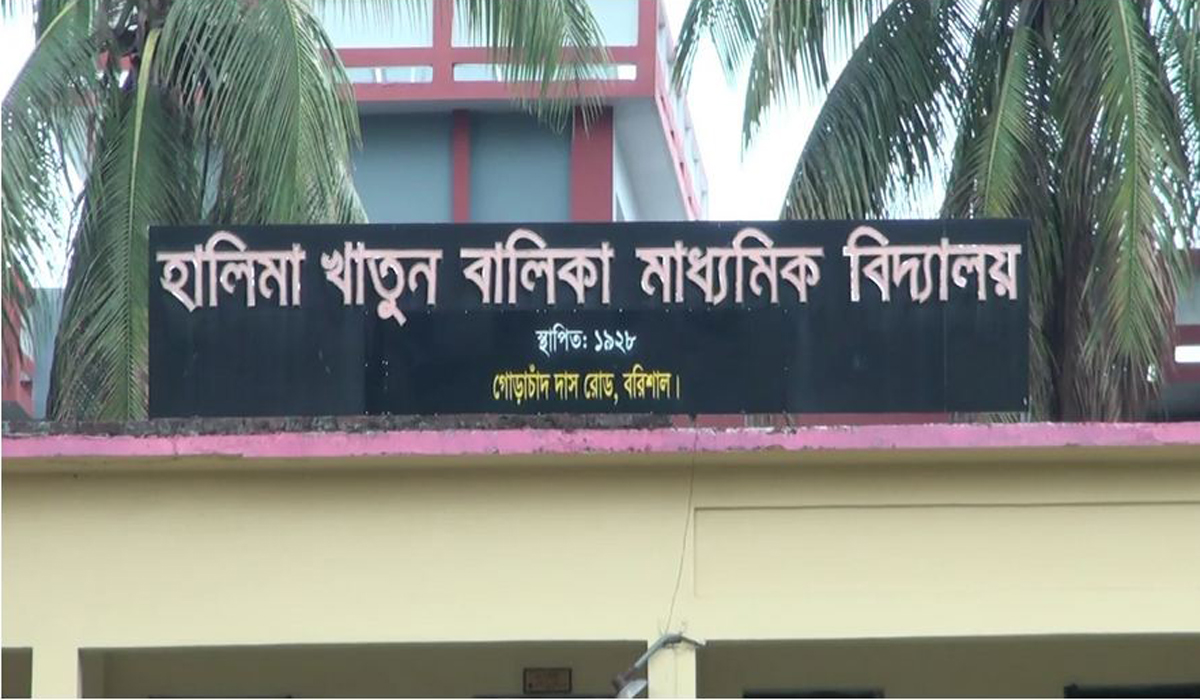 হালিমা খাতুন বালিকা মাধ্যমিক বিদ্যালয়
স্থাপিত: ১৯২৮
গোড়াচাঁদ দাস রোড, বরিশাল।